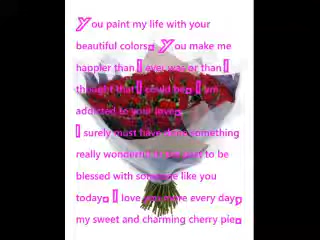 You paint my life with your
beautiful colors. You make me
happier than I ever was or than I
thought that I could be. I am
addicted to your love.
I surely must have done something
really wonderful in the past to be
blessed with someone like you
today. I love you more every day,
my sweet and charming cherry pie.